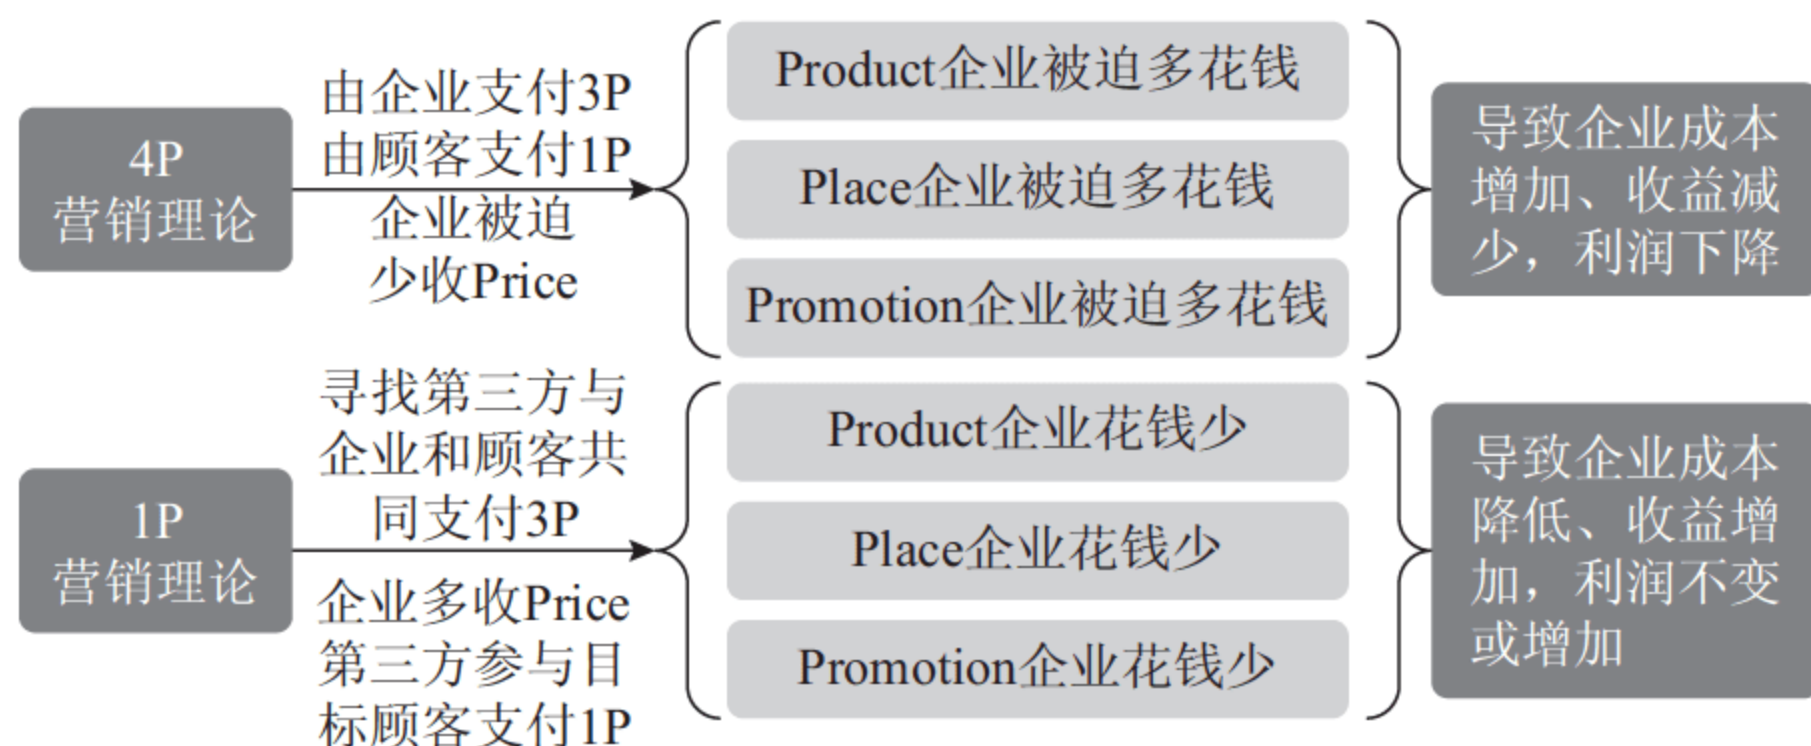 4P
营销理论
由企业支付3P
由顾客支付1P
企业被迫
少收Price
Product企业被迫多花钱
Place企业被迫多花钱
Promotion企业被迫多花钱
导致企业成本
增加、收益减
少，利润下降
1P
营销理论
寻找第三方与
企业和顾客共
同支付3P
企业多收Price
第三方参与目
标顾客支付1P
Product企业花钱少
Place企业花钱少
Promotion企业花钱少
导致企业成本
降低、收益增
加，利润不变
或增加